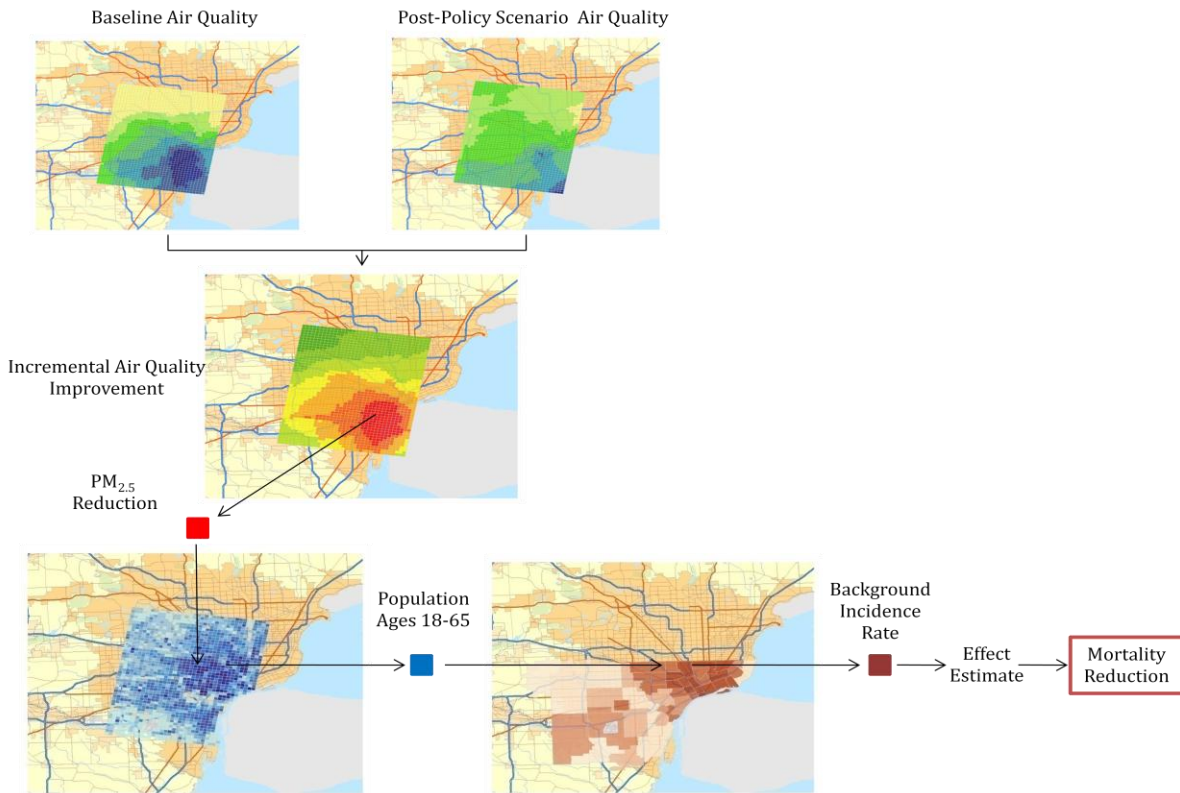 Baseline Air Quality
Post-Policy Scenario Air Quality
Incremental Air Quality
Improvement
PM2.5
Reduction
Population
Ages 18-65
Background
Incidence
Rate
Effect
Estimate
Mortality
Reduction